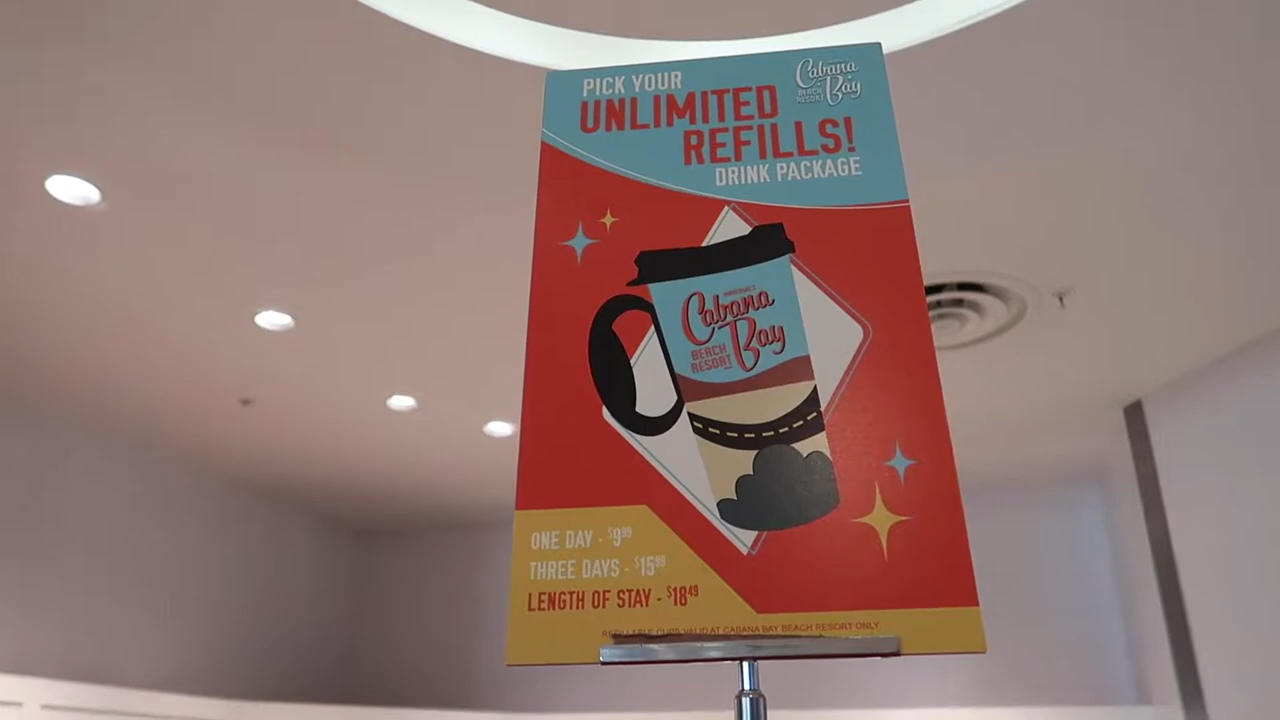 PICK YOUR
UNLIMITED
REFILLS!
DRINK PACKAGE
Cabana
Bay
BEACH
RESORT
Cabana
Bay
BEACH
RESORT
ONE DAY - $9.99
THREE DAYS - $15.99
LENGTH OF STAY - $18.49
REFILLABLE CUPS VALID AT CABANA BAY BEACH RESORT ONLY